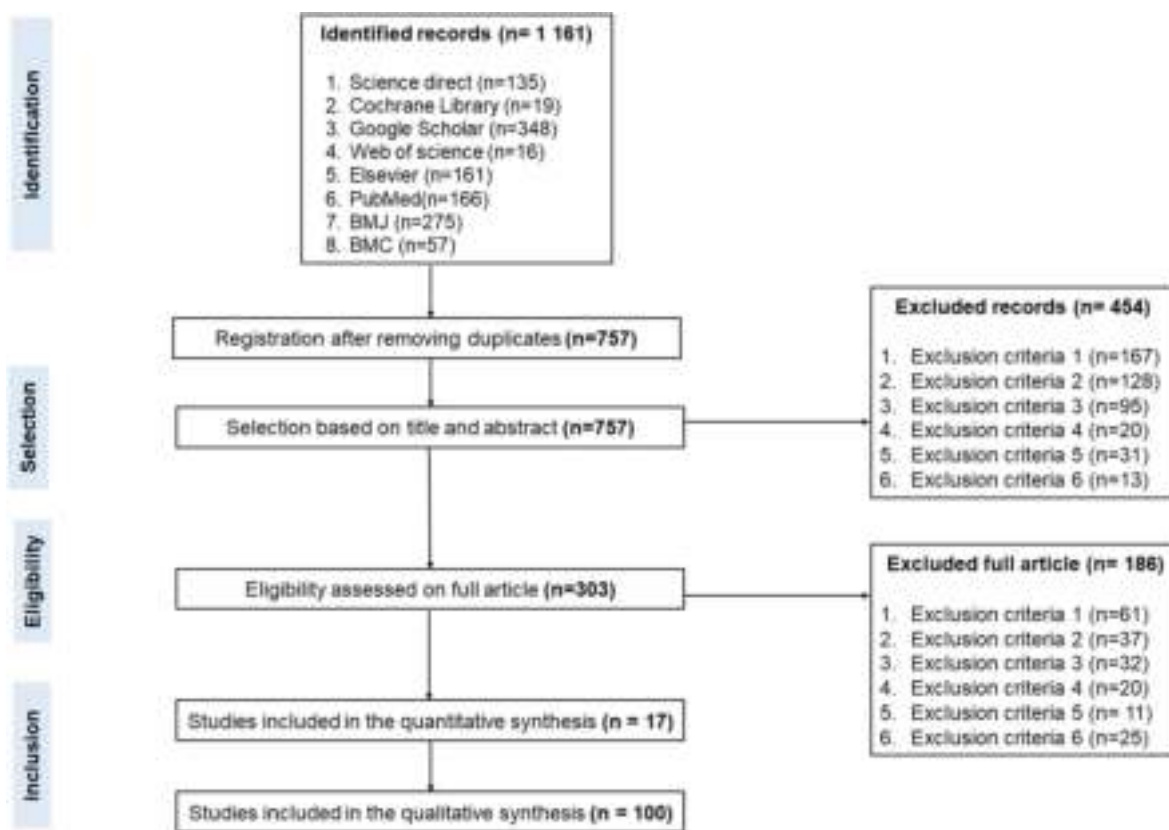 Identification
Identified records (n= 1 161)
1. Science direct (n=135)
2. Cochrane Library (n=19)
3. Google Scholar (n=348)
4. Web of science (n=16)
5. Elsevier (n=161)
6. PubMed(n=166)
7. BMJ (n=275)
8. BMC (n=57)
Registration after removing duplicates (n=757)
Selection
Selection based on title and abstract (n=757)
Excluded records (n= 454)
1. Exclusion criteria 1 (n=167)
2. Exclusion criteria 2 (n=128)
3. Exclusion criteria 3 (n=95)
4. Exclusion criteria 4 (n=20)
5. Exclusion criteria 5 (n=31)
6. Exclusion criteria 6 (n=13)
Eligibility
Eligibility assessed on full article (n=303)
Excluded full article (n= 186)
1. Exclusion criteria 1 (n=61)
2. Exclusion criteria 2 (n=37)
3. Exclusion criteria 3 (n=32)
4. Exclusion criteria 4 (n=20)
5. Exclusion criteria 5 (n= 11)
6. Exclusion criteria 6 (n=25)
Inclusion
Studies included in the quantitative synthesis (n = 17)
Studies included in the qualitative synthesis (n = 100)